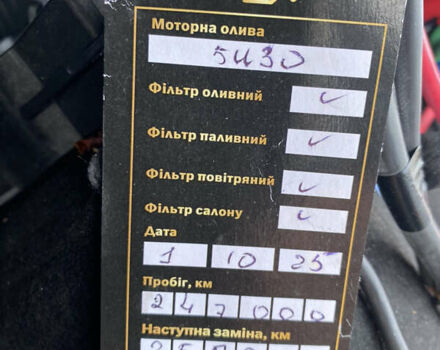 Моторна олива
5W30
Фільтр оливний ✓
Фільтр паливний ✓
Фільтр повітряний ✓
Фільтр салону ✓
Дата
1 10 25
Пробіг, км
247000
Наступна заміна, км